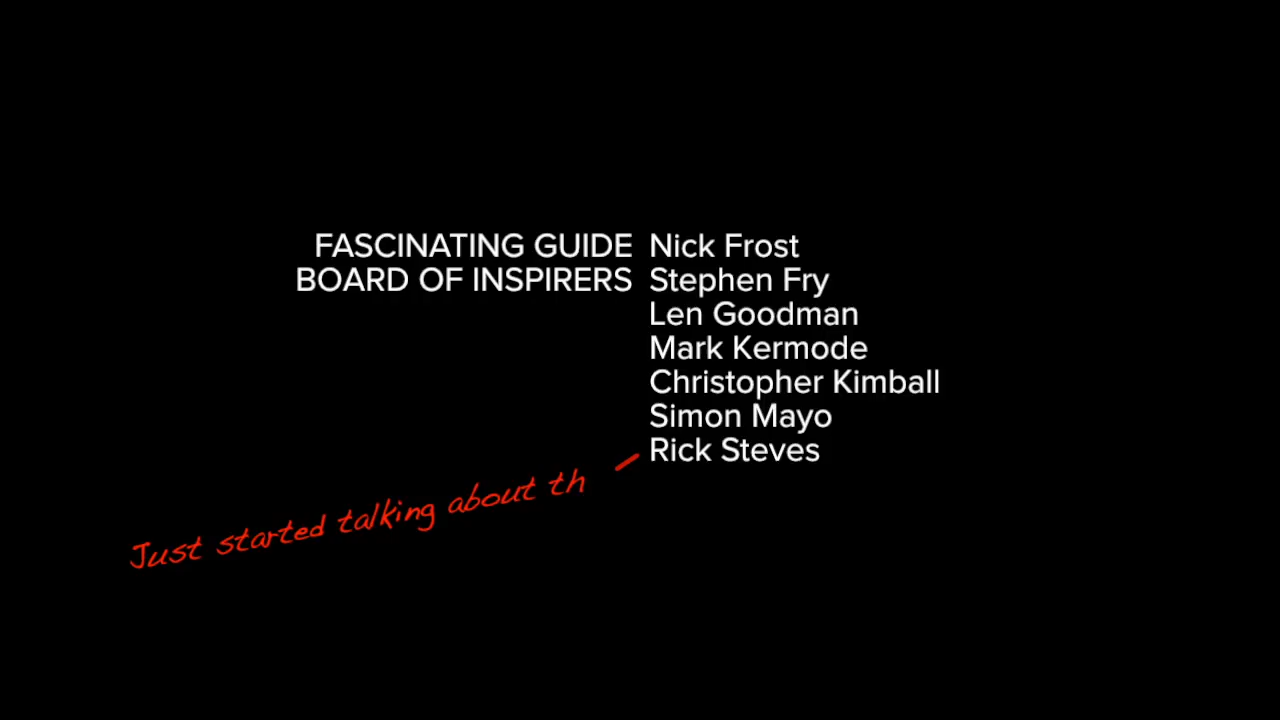 FASCINATING GUIDE Nick Frost
BOARD OF INSPIRERS Stephen Fry
Len Goodman
Mark Kermode
Christopher Kimball
Simon Mayo
Rick Steves
Just started talking about th